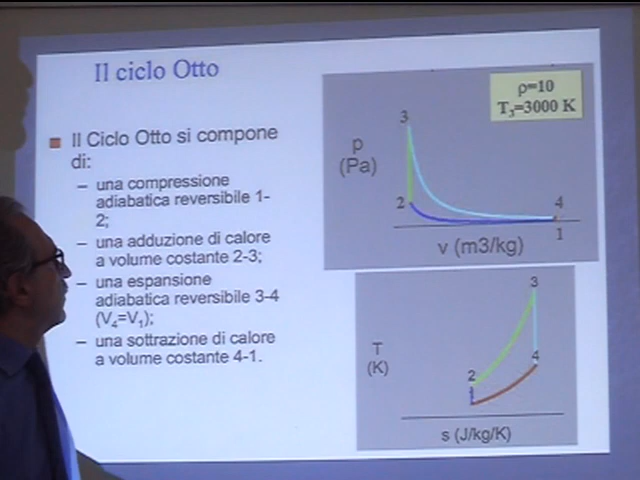 Il ciclo Otto
Il Ciclo Otto si compone
di:
– una compressione
adiabatica reversibile 1-
2;
– una adduzione di calore
a volume costante 2-3;
– una espansione
adiabatica reversibile 3-4
(V4=V1);
– una sottrazione di calore
a volume costante 4-1.
ρ=10
T3=3000 K
3
p
(Pa)
2
4
1
v (m3/kg)
3
T
(K)
4
2
1
s (J/kg/K)